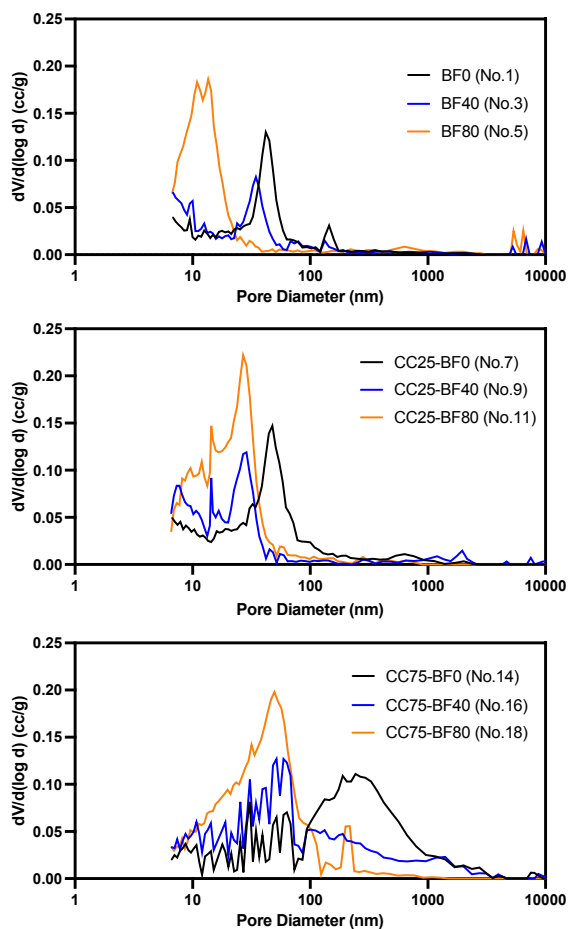 0.25
0.20
0.15
0.10
0.05
0.00
dV/d(log d) (cc/g)
BF0 (No.1)
BF40 (No.3)
BF80 (No.5)
1 10 100 1000 10000
Pore Diameter (nm)
0.25
0.20
0.15
0.10
0.05
0.00
dV/d(log d) (cc/g)
CC25-BF0 (No.7)
CC25-BF40 (No.9)
CC25-BF80 (No.11)
1 10 100 1000 10000
Pore Diameter (nm)
0.25
0.20
0.15
0.10
0.05
0.00
dV/d(log d) (cc/g)
CC75-BF0 (No.14)
CC75-BF40 (No.16)
CC75-BF80 (No.18)
1 10 100 1000 10000
Pore Diameter (nm)